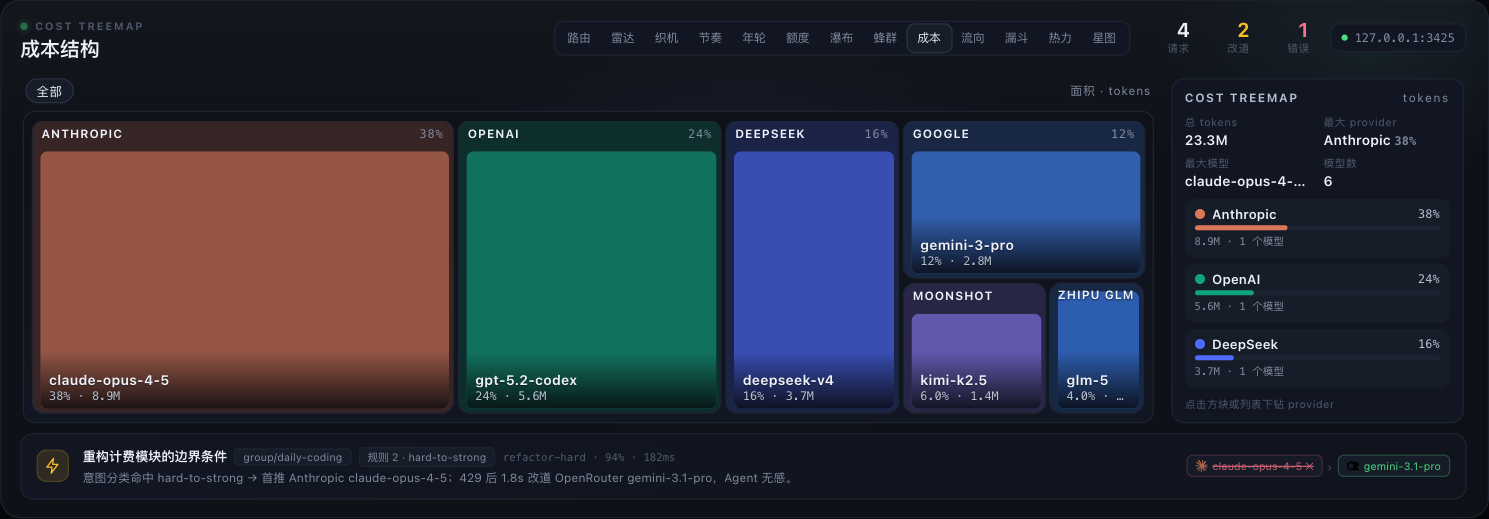 COST TREEMAP
成本结构
路由 雷达 织机 节奏 年轮 额度 瀑布 蜂群 成本 流向 漏斗 热力 星图
4 请求
2 改道
1 错误
127.0.0.1:3425
全部
面积 · tokens
ANTHROPIC 38%
claude-opus-4-5
38% · 8.9M
OPENAI 24%
gpt-5.2-codex
24% · 5.6M
DEEPSEEK 16%
deepseek-v4
16% · 3.7M
GOOGLE 12%
gemini-3-pro
12% · 2.8M
MOONSHOT
kimi-k2.5
6.0% · 1.4M
ZHIPU GLM
glm-5
4.0% · …
COST TREEMAP tokens
总 tokens
23.3M
最大 provider
Anthropic 38%
最大模型
claude-opus-4-...
模型数
6
Anthropic 38%
8.9M · 1 个模型
OpenAI 24%
5.6M · 1 个模型
DeepSeek 16%
3.7M · 1 个模型
点击方块或列表下钻 provider
重构计费模块的边界条件 group/daily-coding 规则 2 · hard-to-strong refactor-hard · 94% · 182ms
意图分类命中 hard-to-strong → 首推 Anthropic claude-opus-4-5；429 后 1.8s 改道 OpenRouter gemini-3.1-pro，Agent 无感。
claude-opus-4-5 ✕ › gemini-3.1-pro